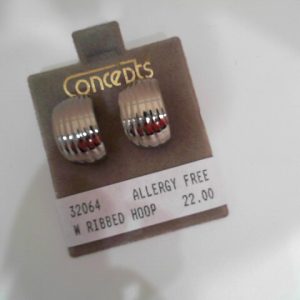 Concepts
32064 ALLERGY FREE
W RIBBED HOOP 22.00